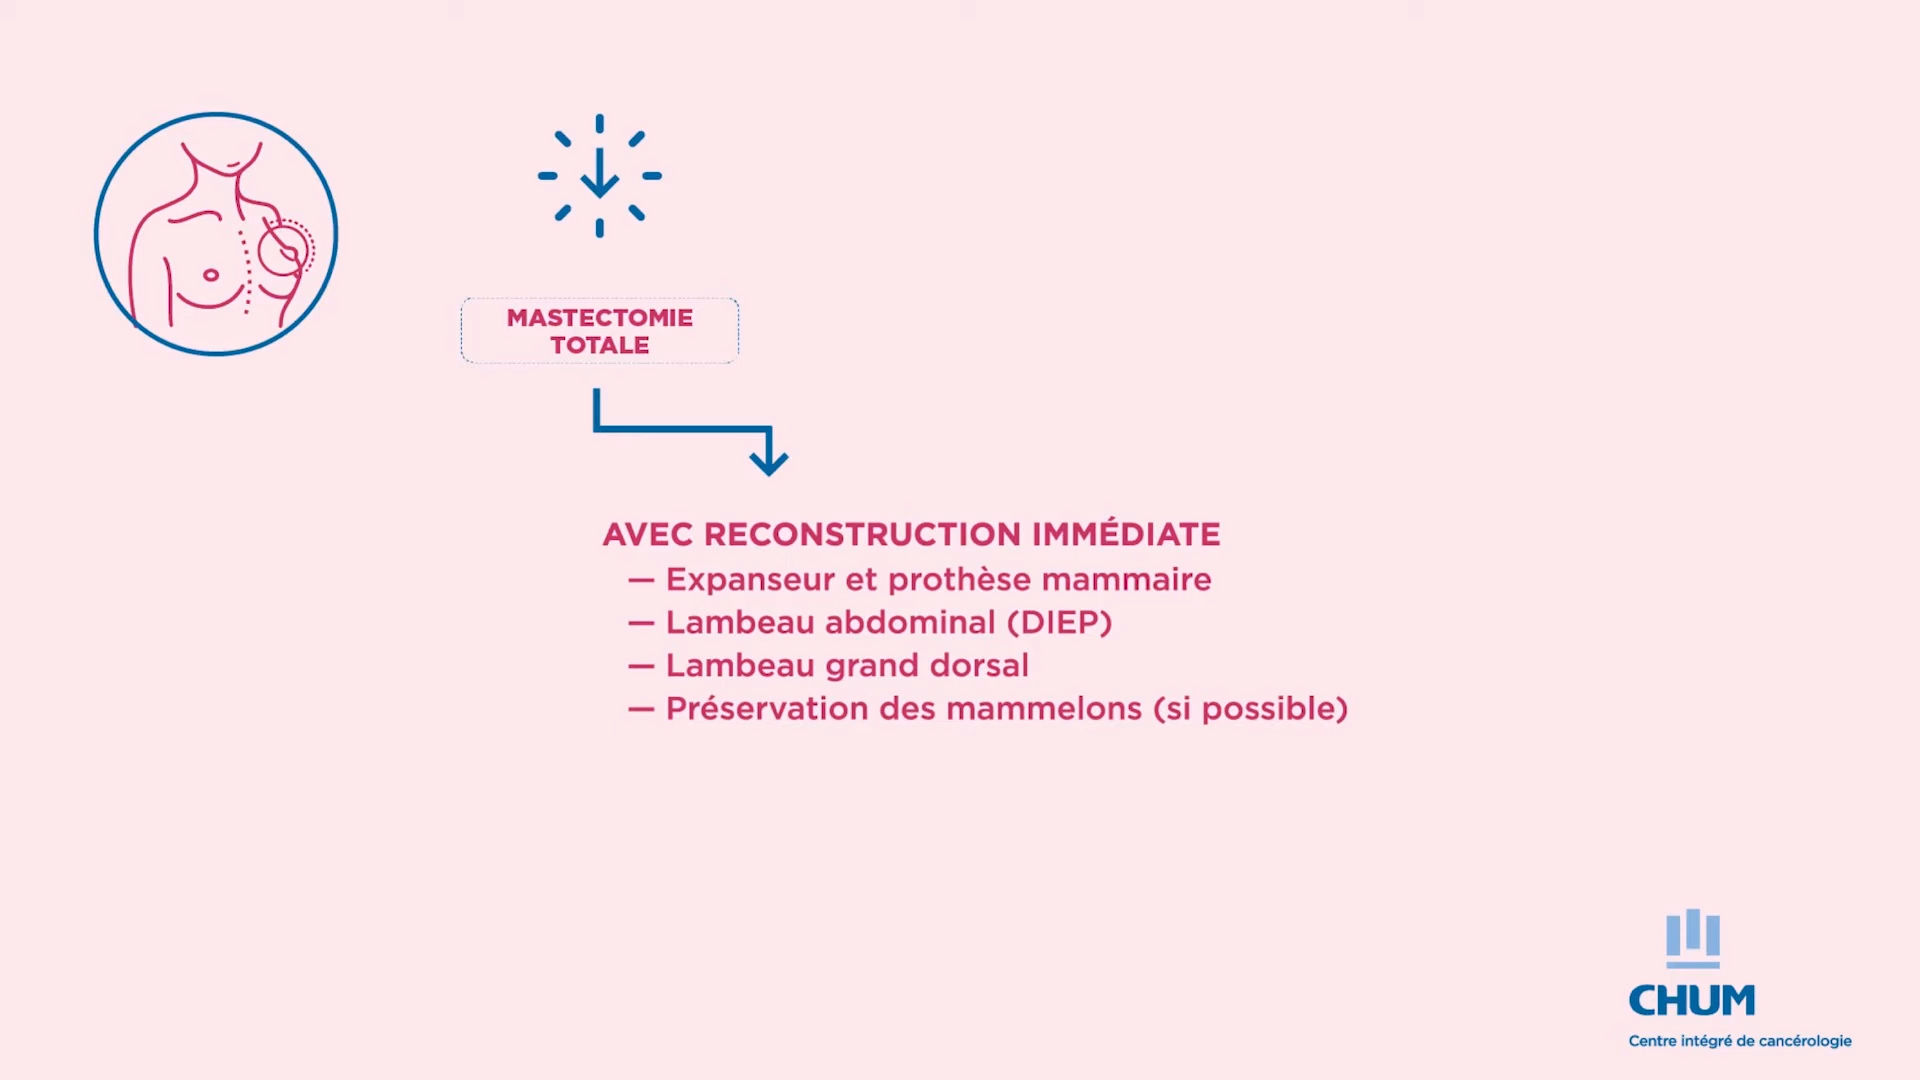 MASTECTOMIE
TOTALE
AVEC RECONSTRUCTION IMMÉDIATE
— Expanseur et prothèse mammaire
— Lambeau abdominal (DIEP)
— Lambeau grand dorsal
— Préservation des mammelons (si possible)
CHUM
Centre intégré de cancérologie